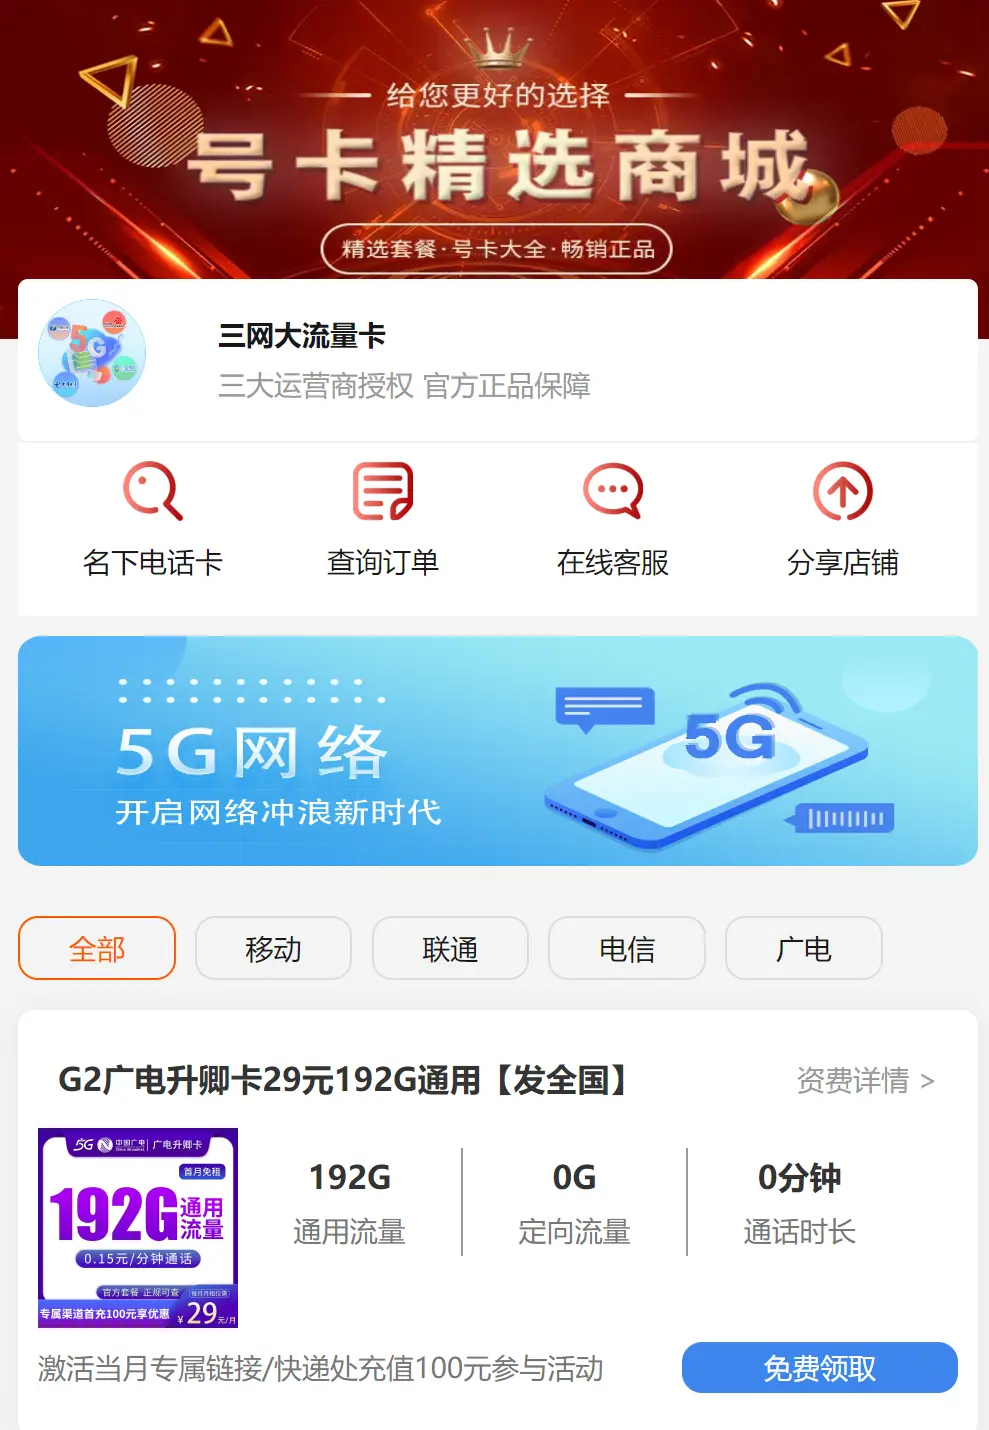 给您更好的选择
号卡精选商城
精选套餐·号卡大全·畅销正品
5G
三网大流量卡
三大运营商授权 官方正品保障
名下电话卡
查询订单
在线客服
分享店铺
5G网络
开启网络冲浪新时代
5G
全部
移动
联通
电信
广电
G2广电升卿卡29元192G通用【发全国】
资费详情 >
5G 中国广电 | 广电升卿卡
首月免租
192G通用流量
0.15元/分钟通话
官方套餐 正规可查
专属渠道首充100元享优惠
¥29元/月
192G
通用流量
0G
定向流量
0分钟
通话时长
激活当月专属链接/快递处充值100元参与活动
免费领取